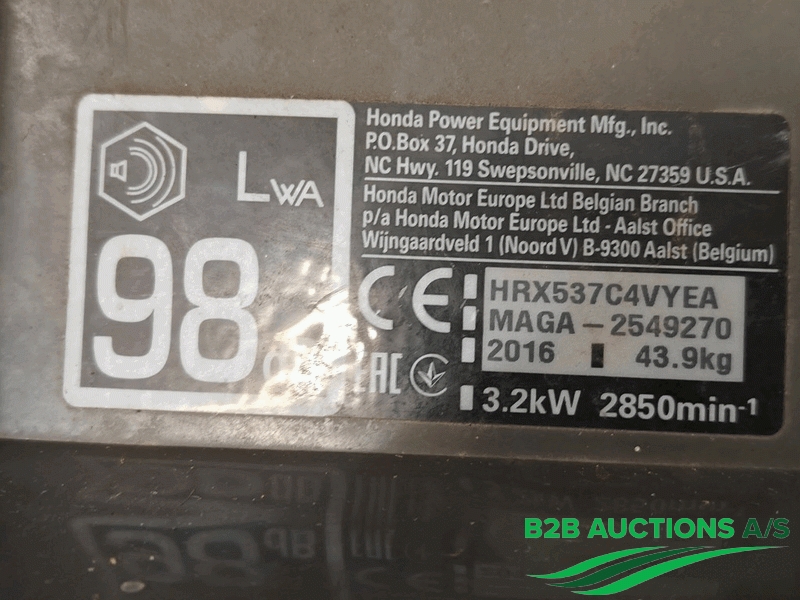 Honda Power Equipment Mfg., Inc.
P.O.Box 37, Honda Drive,
NC Hwy. 119 Swepsonville, NC 27359 U.S.A.
Honda Motor Europe Ltd Belgian Branch
p/a Honda Motor Europe Ltd - Aalst Office
Wijngaardveld 1 (Noord V) B-9300 Aalst (Belgium)
LWA
98
CE
EAC
HRX537C4VYEA
MAGA-2549270
2016 43.9kg
3.2kW 2850min-1
98 dB
B2B AUCTIONS A/S